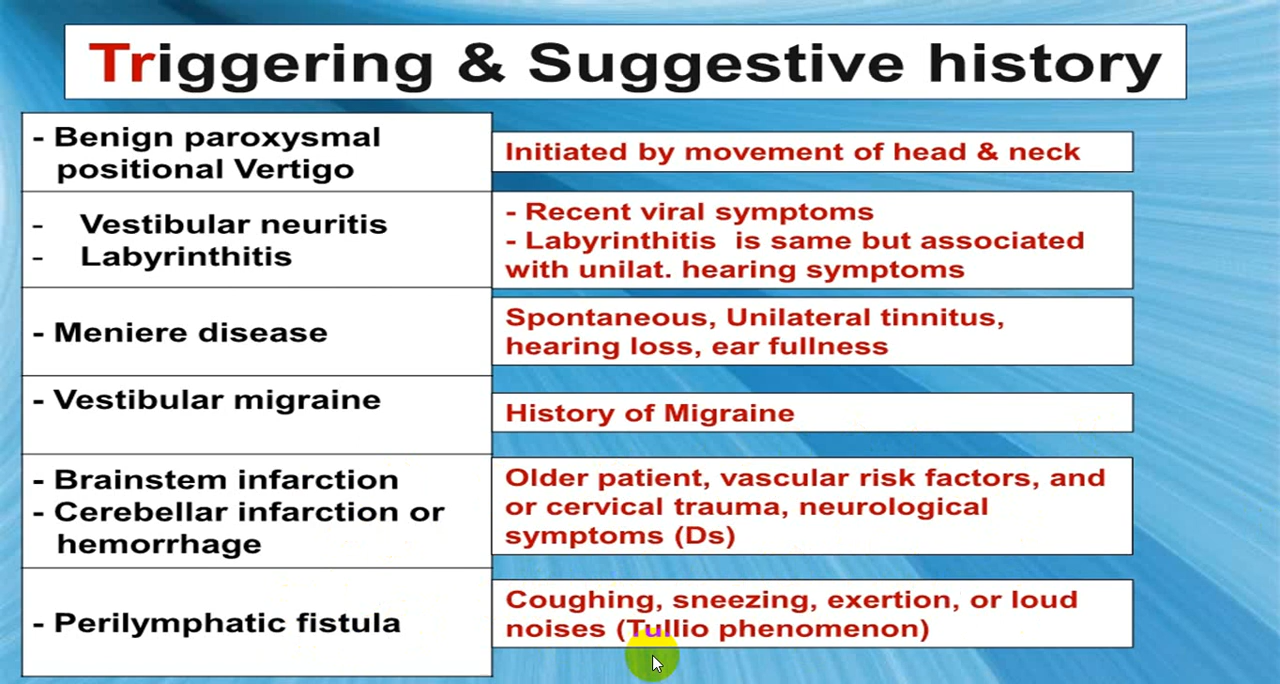 Triggering & Suggestive history
- Benign paroxysmal
positional Vertigo
Initiated by movement of head & neck
- Vestibular neuritis
- Labyrinthitis
- Recent viral symptoms
- Labyrinthitis is same but associated
with unilat. hearing symptoms
- Meniere disease
Spontaneous, Unilateral tinnitus,
hearing loss, ear fullness
- Vestibular migraine
History of Migraine
- Brainstem infarction
- Cerebellar infarction or
hemorrhage
Older patient, vascular risk factors, and
or cervical trauma, neurological
symptoms (Ds)
- Perilymphatic fistula
Coughing, sneezing, exertion, or loud
noises (Tullio phenomenon)